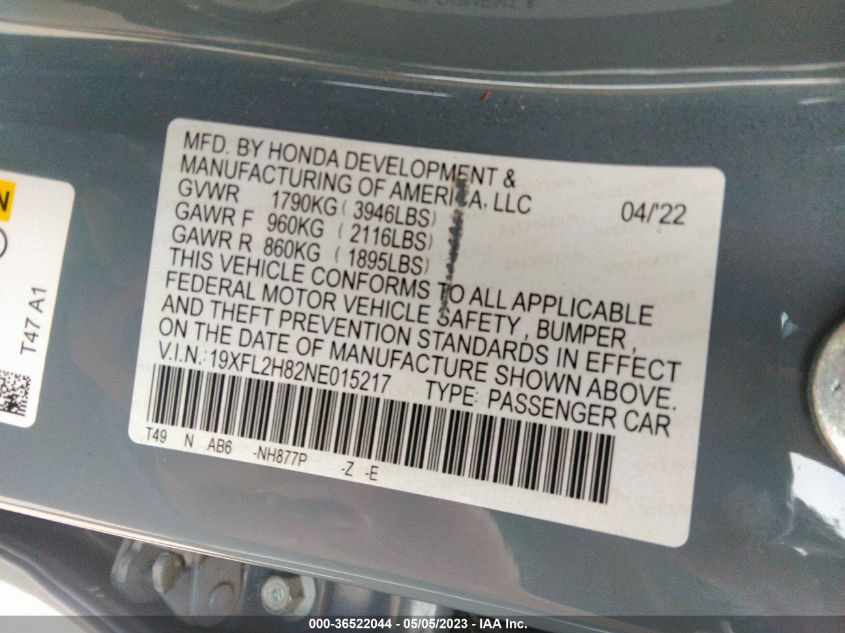 MFD. BY HONDA DEVELOPMENT &
MANUFACTURING OF AMERICA, LLC
04/'22
GVWR 1790KG ( 3946LBS)
GAWR F 960KG ( 2116LBS)
GAWR R 860KG ( 1895LBS)
THIS VEHICLE CONFORMS TO ALL APPLICABLE
FEDERAL MOTOR VEHICLE SAFETY, BUMPER,
AND THEFT PREVENTION STANDARDS IN EFFECT
ON THE DATE OF MANUFACTURE SHOWN ABOVE.
V.I.N.: 19XFL2H82NE015217 TYPE: PASSENGER CAR
T49 N AB6 -NH877P -Z -E
T47 A1
000-36522044 / 05/05/2023 - © IAA Inc.